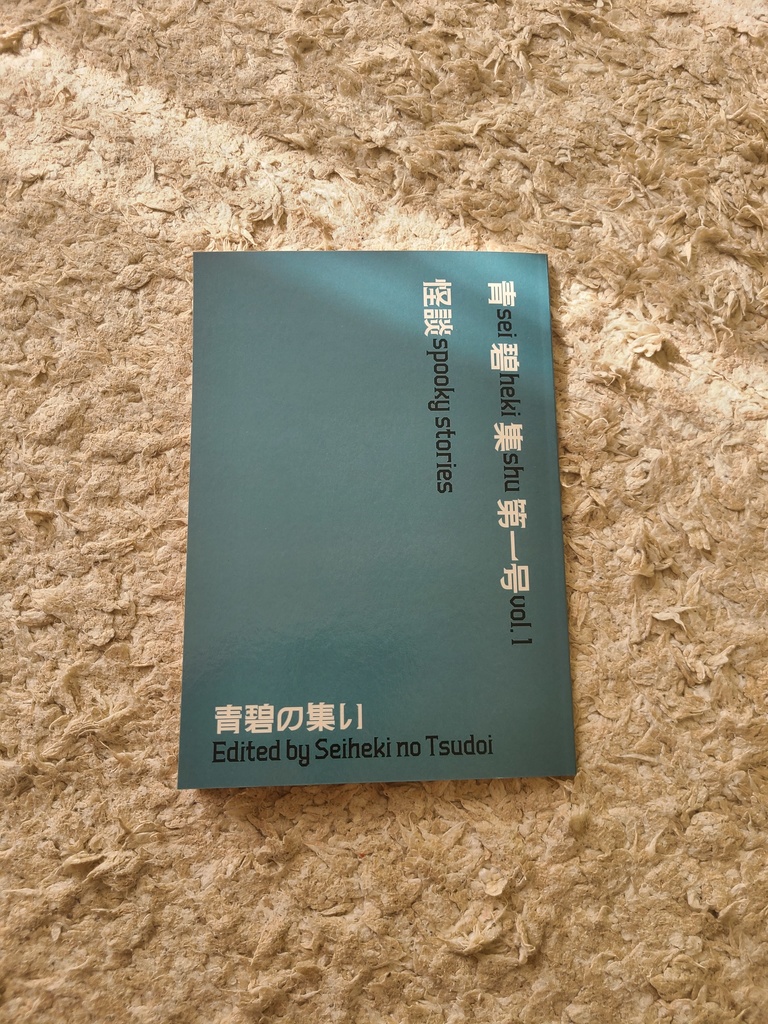 青sei 碧heki 集shu 第一号vol.1
怪談spooky stories
青碧の集い
Edited by Seiheki no Tsudoi